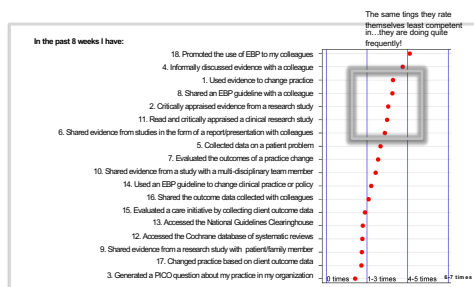 The same tings they rate
themselves least competent
in...they are doing quite
frequently!
In the past 8 weeks I have:
18. Promoted the use of EBP to my colleagues
4. Informally discussed evidence with a colleague
1. Used evidence to change practice
8. Shared an EBP guideline with a colleague
2. Critically appraised evidence from a research study
11. Read and critically appraised a clinical research study
6. Shared evidence from studies in the form of a report/presentation with colleagues
5. Collected data on a patient problem
7. Evaluated the outcomes of a practice change
10. Shared evidence from a study with a multi-disciplinary team member
14. Used an EBP guideline to change clinical practice or policy
16. Shared the outcome data collected with colleagues
15. Evaluated a care initiative by collecting client outcome data
13. Accessed the National Guidelines Clearinghouse
12. Accessed the Cochrane database of systematic reviews
9. Shared evidence from a research study with patient/family member
17. Changed practice based on client outcome data
3. Generated a PICO question about my practice in my organization
0 times 1-3 times 4-5 times 6-7 times